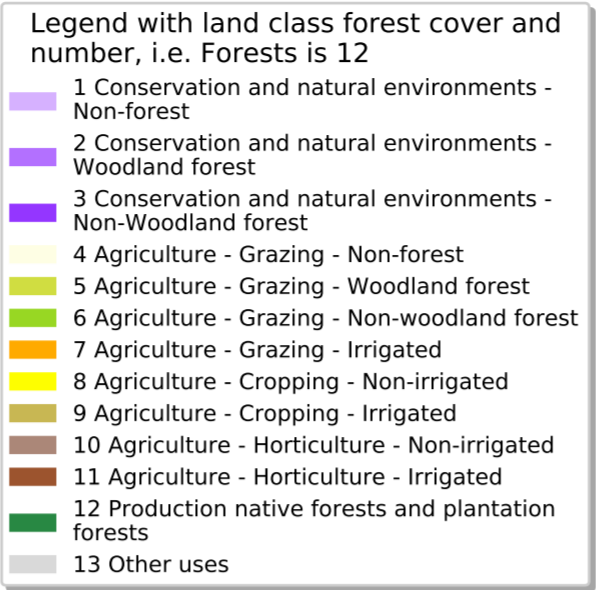 Legend with land class forest cover and
number, i.e. Forests is 12
1 Conservation and natural environments -
Non-forest
2 Conservation and natural environments -
Woodland forest
3 Conservation and natural environments -
Non-Woodland forest
4 Agriculture - Grazing - Non-forest
5 Agriculture - Grazing - Woodland forest
6 Agriculture - Grazing - Non-woodland forest
7 Agriculture - Grazing - Irrigated
8 Agriculture - Cropping - Non-irrigated
9 Agriculture - Cropping - Irrigated
10 Agriculture - Horticulture - Non-irrigated
11 Agriculture - Horticulture - Irrigated
12 Production native forests and plantation
forests
13 Other uses